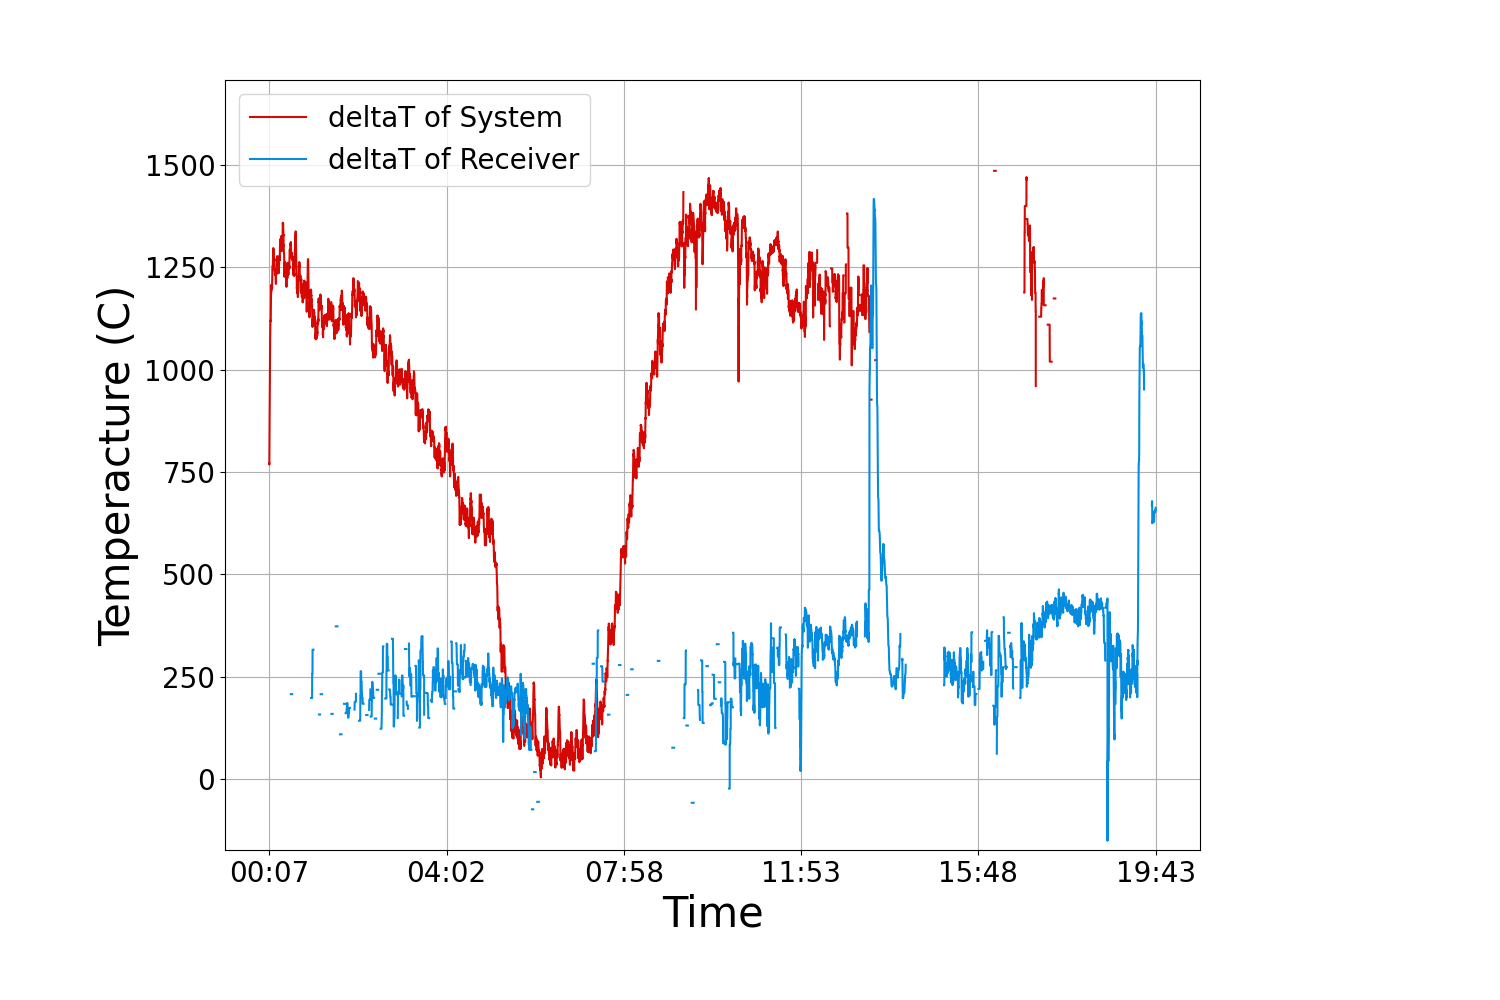 deltaT of System
deltaT of Receiver
1500
1250
1000
750
500
250
0
Temperacture (C)
00:07 04:02 07:58 11:53 15:48 19:43
Time